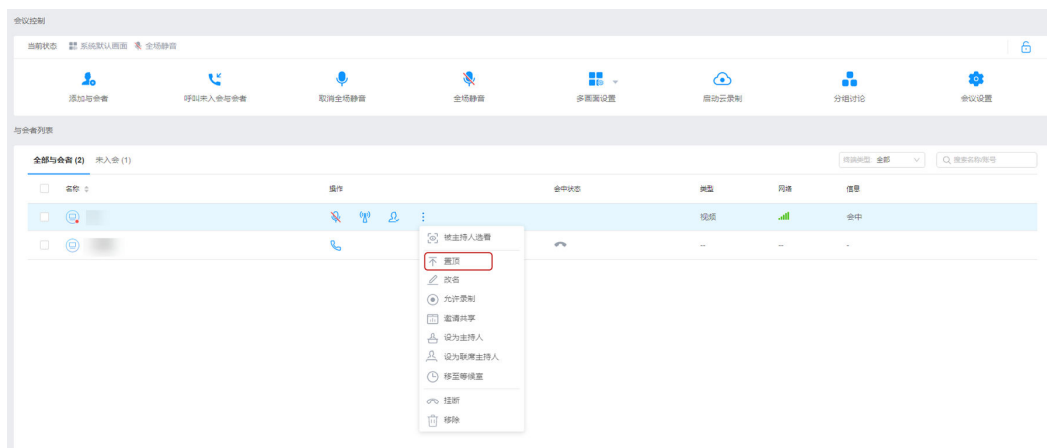 会议控制
当前状态 系统默认画面 全场静音
添加与会者 呼叫未入会与会者 取消全场静音 全场静音 多画面设置 启动云录制 分组讨论 会议设置
与会者列表
全部与会者 (2) 未入会 (1) 终端类型: 全部 搜索名称/账号
名称 操作 会中状态 类型 网络 信息
视频 会中
被主持人选看
-- -- -
置顶
改名
允许录制
邀请共享
设为主持人
设为联席主持人
移至等候室
挂断
移除